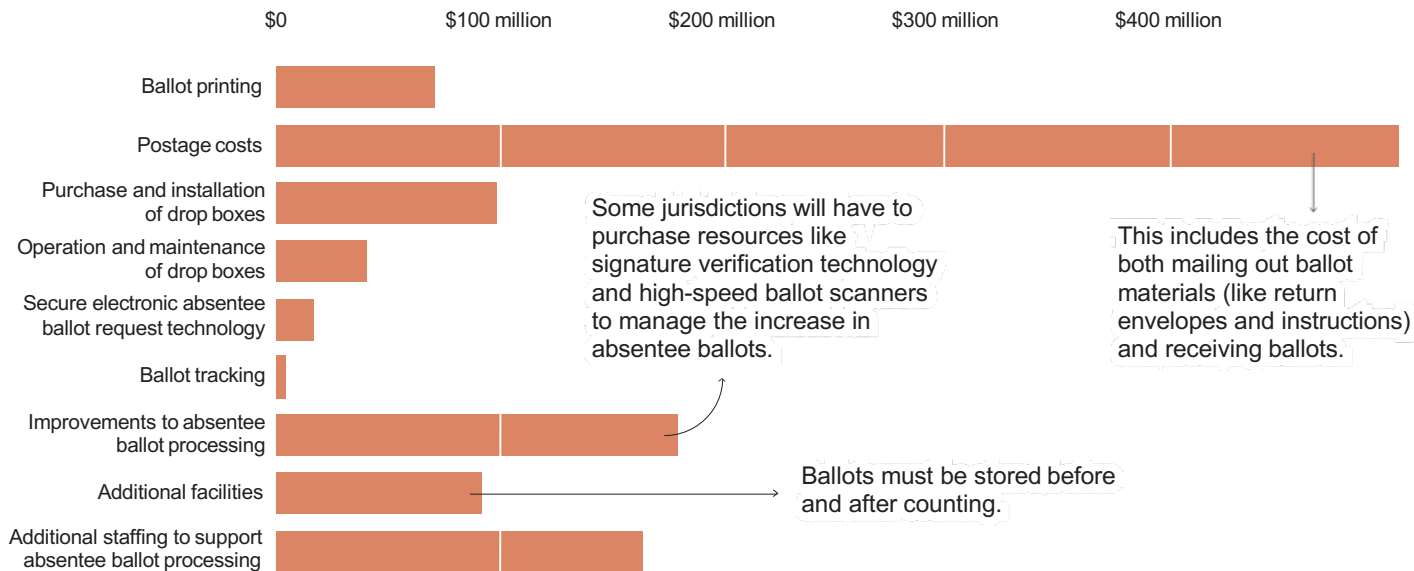 $0 $100 million $200 million $300 million $400 million
Ballot printing
Postage costs
Purchase and installation
of drop boxes
Operation and maintenance
of drop boxes
Secure electronic absentee
ballot request technology
Ballot tracking
Improvements to absentee
ballot processing
Additional facilities
Additional staffing to support
absentee ballot processing
Some jurisdictions will have to
purchase resources like
signature verification technology
and high-speed ballot scanners
to manage the increase in
absentee ballots.
This includes the cost of
both mailing out ballot
materials (like return
envelopes and instructions)
and receiving ballots.
Ballots must be stored before
and after counting.